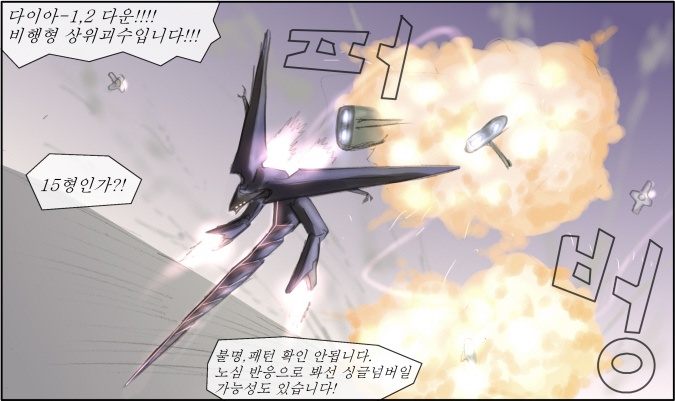 다이아-1,2 다운!!!!
비행형 상위괴수입니다!!!
퍼
15형인가?!
벙
불명,패턴 확인 안됩니다.
노심 반응으로 봐선 싱글넘버일
가능성도 있습니다!